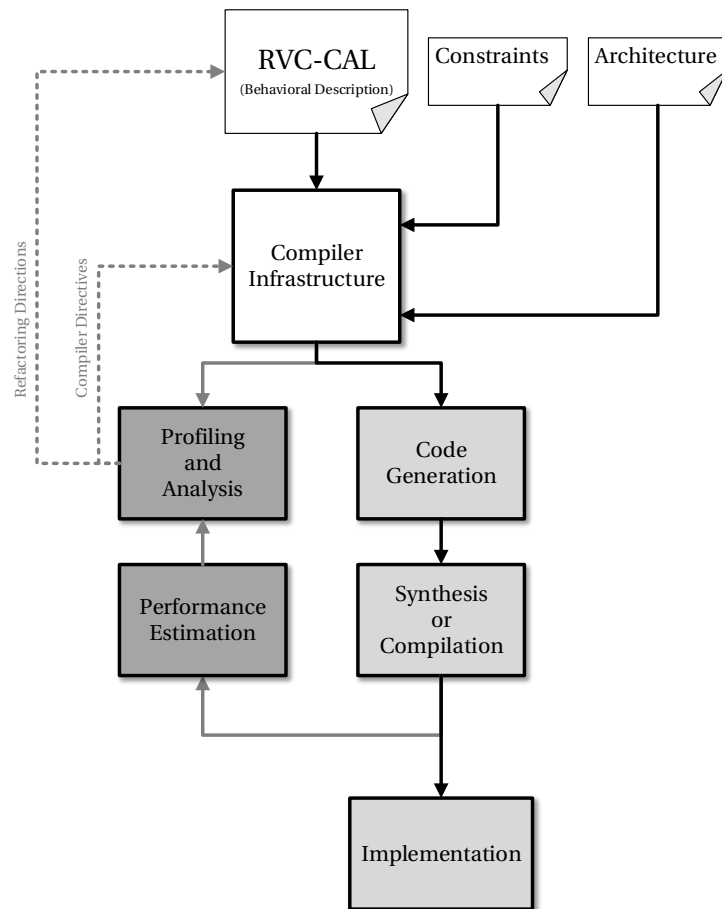 RVC-CAL
(Behavioral Description)
Constraints
Architecture
Compiler
Infrastructure
Refactoring Directions
Compiler Directives
Profiling
and
Analysis
Code
Generation
Performance
Estimation
Synthesis
or
Compilation
Implementation